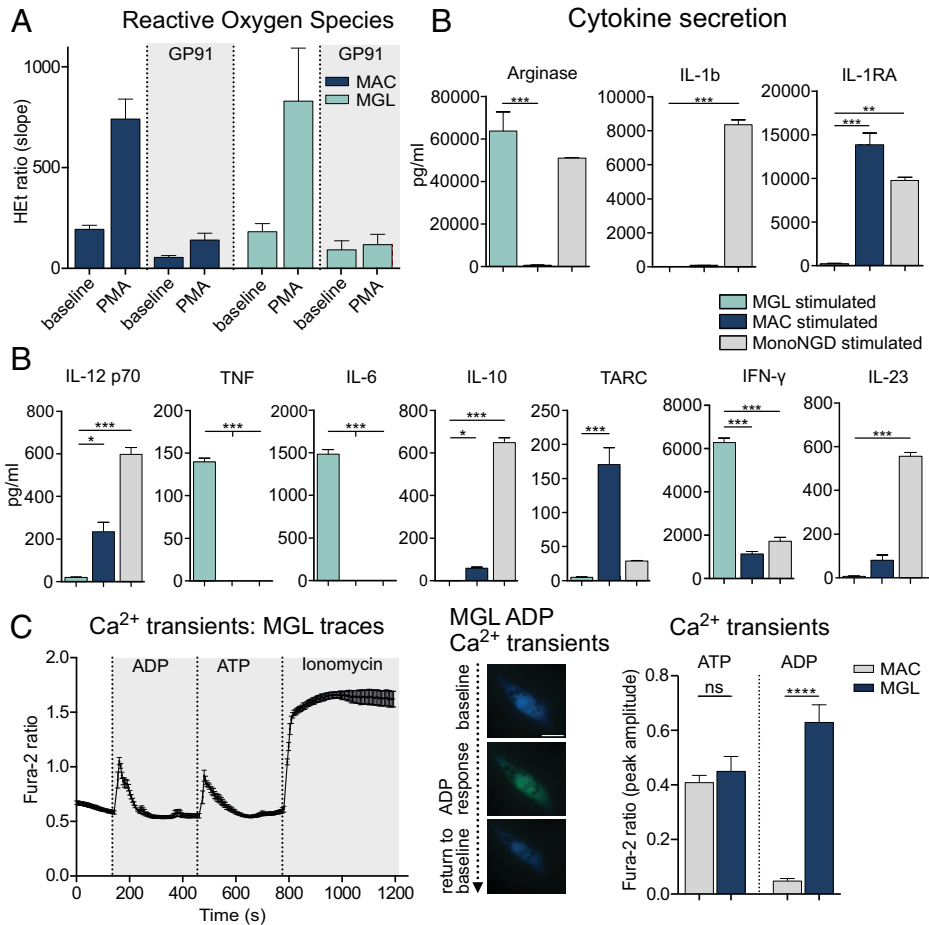 A
Reactive Oxygen Species
HEt ratio (slope)
1000
500
0
GP91
GP91
MAC
MGL
baseline
PMA
baseline
PMA
baseline
PMA
baseline
PMA
B
Cytokine secretion
pg/ml
Arginase
80000
60000
40000
20000
0
***
IL-1b
10000
8000
6000
4000
2000
0
***
IL-1RA
20000
15000
10000
5000
0
**
***
MGL stimulated
MAC stimulated
MonoNGD stimulated
B
pg/ml
IL-12 p70
800
600
400
200
0
***
*
TNF
200
150
100
50
0
***
IL-6
2000
1500
1000
500
0
***
IL-10
800
600
400
200
0
***
*
TARC
250
200
150
100
50
0
***
IFN-γ
8000
6000
4000
2000
0
***
***
IL-23
800
600
400
200
0
***
C
Ca2+ transients: MGL traces
Fura-2 ratio
2.0
1.5
1.0
0.5
0.0
ADP
ATP
Ionomycin
0 200 400 600 800 1000 1200
Time (s)
MGL ADP
Ca2+ transients
baseline
ADP
response
return to
baseline
Ca2+ transients
Fura-2 ratio (peak amplitude)
0.8
0.6
0.4
0.2
0.0
ATP
ns
ADP
****
MAC
MGL